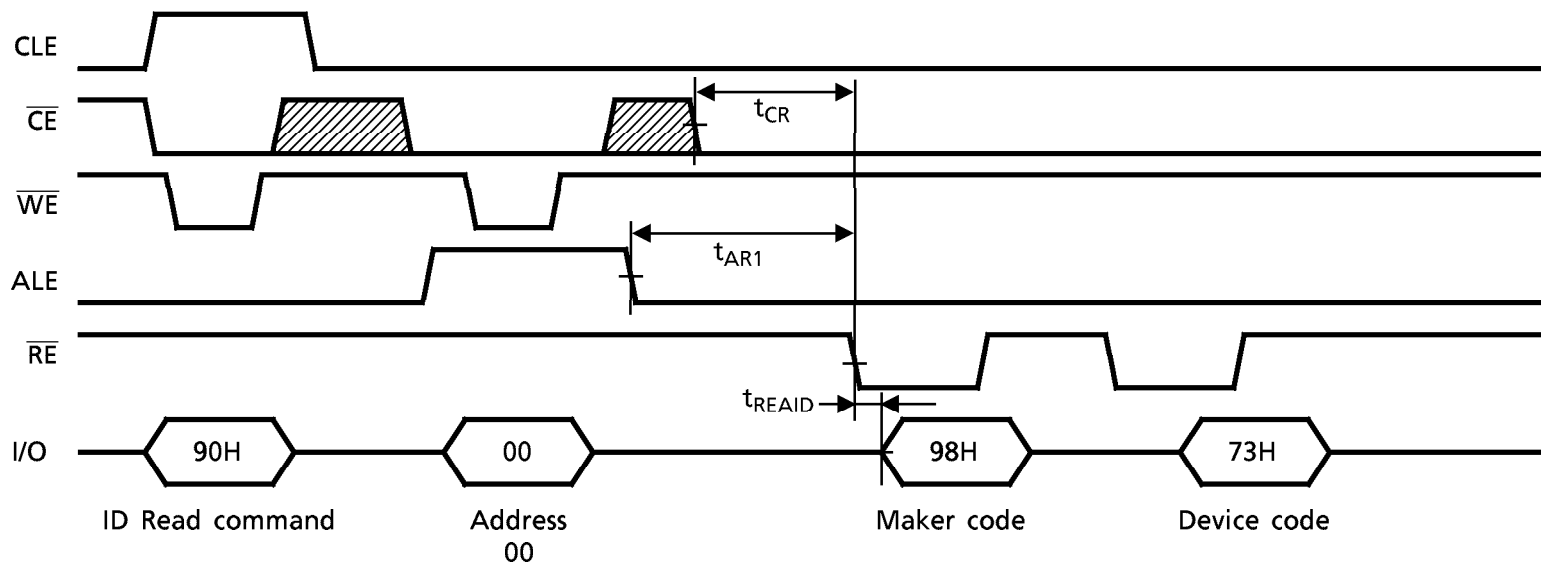 CLE
CE
tCR
WE
tAR1
ALE
RE
tREAID
I/O
90H
00
98H
73H
ID Read command
Address
00
Maker code
Device code